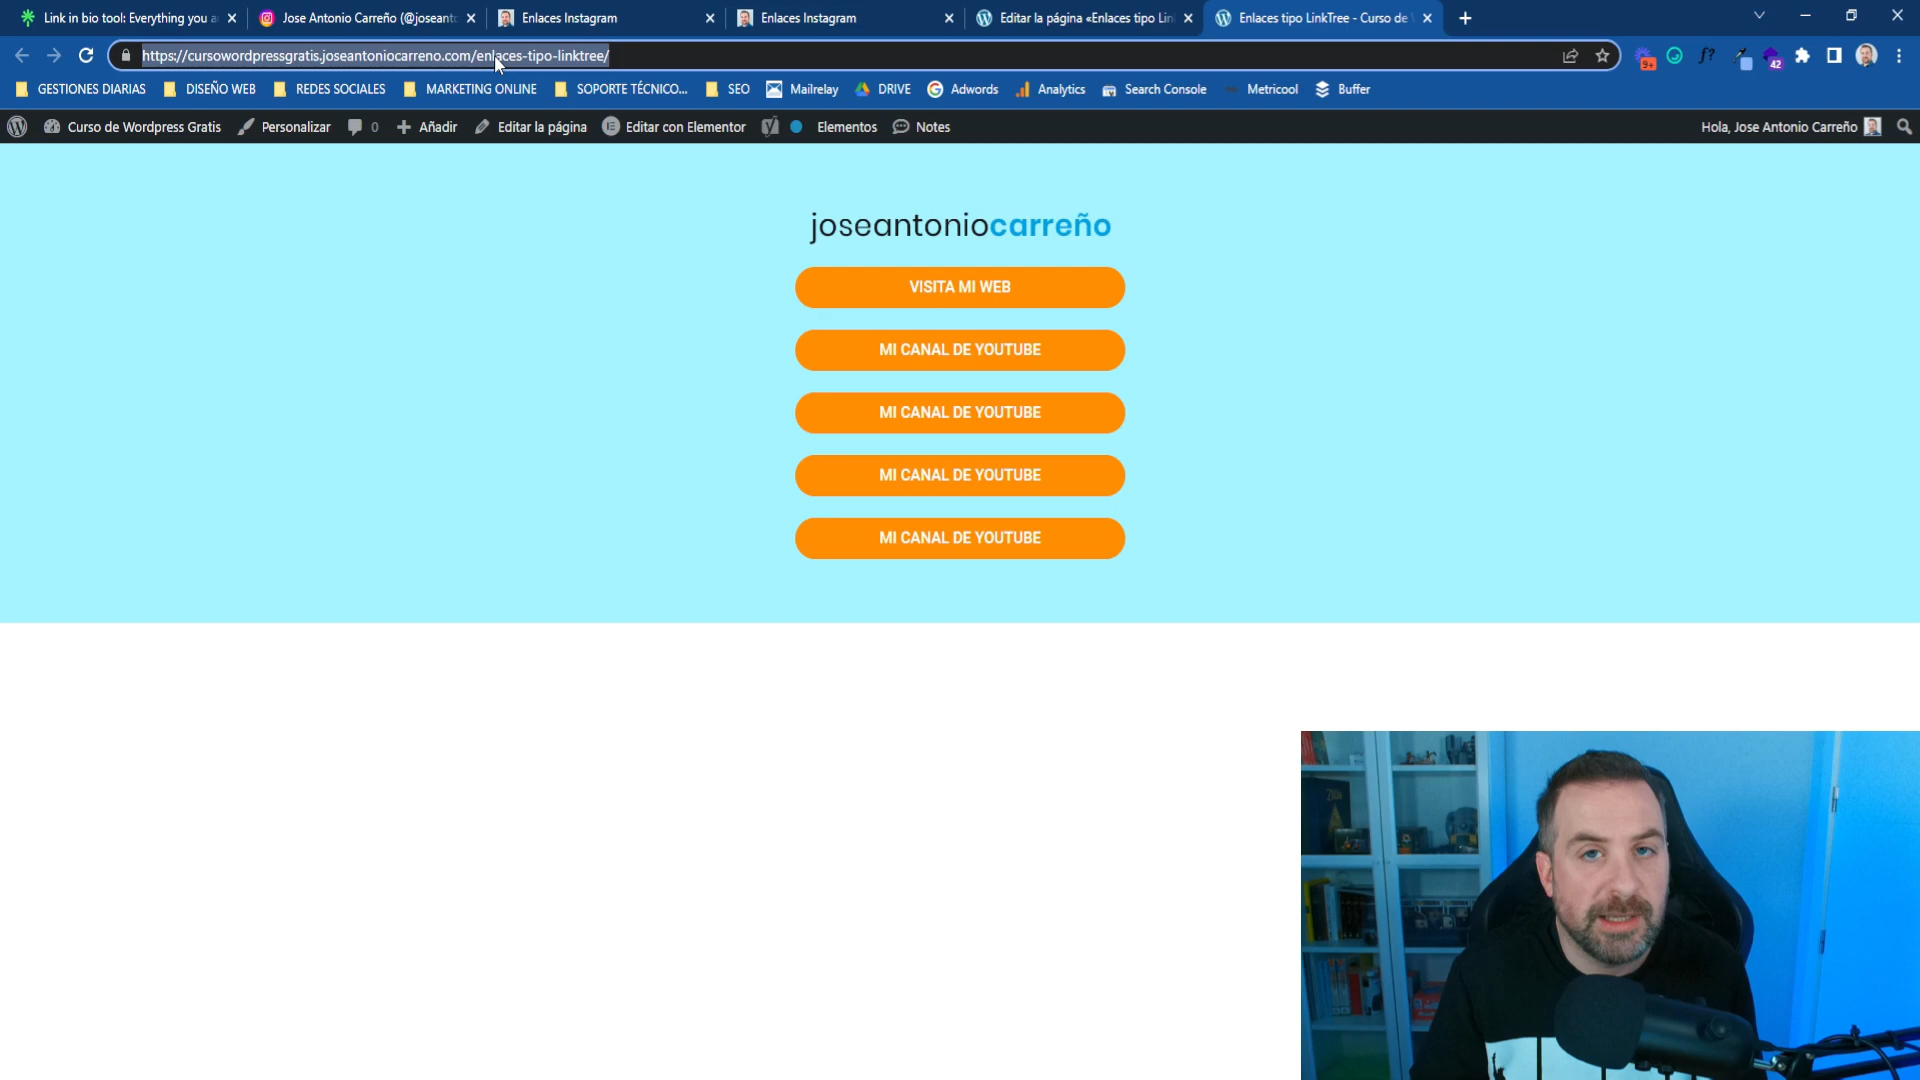 Link in bio tool: Everything you a
Jose Antonio Carreño (@joseant
Enlaces Instagram
Enlaces Instagram
Editar la página «Enlaces tipo Lin
Enlaces tipo LinkTree - Curso de
https://cursowordpressgratis.joseantoniocarreno.com/enlaces-tipo-linktree/
9+
f?
42
GESTIONES DIARIAS
DISEÑO WEB
REDES SOCIALES
MARKETING ONLINE
SOPORTE TÉCNICO...
SEO
Mailrelay
DRIVE
Adwords
Analytics
Search Console
Metricool
Buffer
Curso de Wordpress Gratis
Personalizar
0
Añadir
Editar la página
Editar con Elementor
Elementos
Notes
Hola, Jose Antonio Carreño
joseantoniocarreño
VISITA MI WEB
MI CANAL DE YOUTUBE
MI CANAL DE YOUTUBE
MI CANAL DE YOUTUBE
MI CANAL DE YOUTUBE